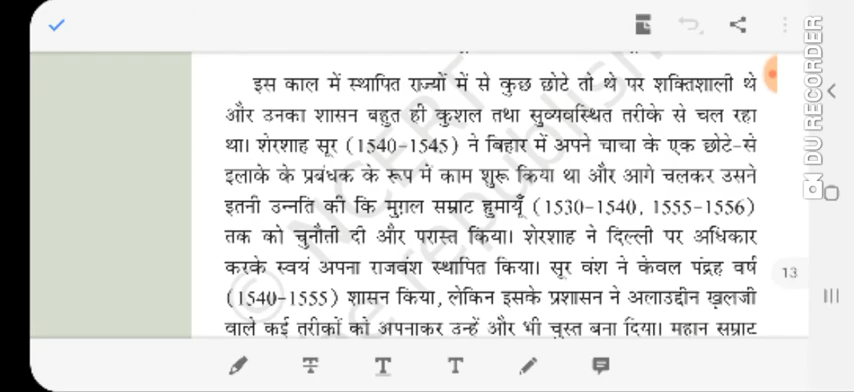 इस काल में स्थापित राज्यों में से कुछ छोटे तो थे पर शक्तिशाली थे
और उनका शासन बहुत ही कुशल तथा सुव्यवस्थित तरीके से चल रहा
था। शेरशाह सूर (1540-1545) ने बिहार में अपने चाचा के एक छोटे-से
इलाके के प्रबंधक के रूप में काम शुरू किया था और आगे चलकर उसने
इतनी उन्नति की कि मुग़ल सम्राट हुमायूँ (1530-1540, 1555-1556)
तक को चुनौती दी और परास्त किया। शेरशाह ने दिल्ली पर अधिकार
करके स्वयं अपना राजवंश स्थापित किया। सूर वंश ने केवल पंद्रह वर्ष
(1540-1555) शासन किया, लेकिन इसके प्रशासन ने अलाउद्दीन ख़लजी
वाले कई तरीकों को अपनाकर उन्हें और भी चुस्त बना दिया। महान सम्राट
13
DU RECORDER
© NCERT
be republish
T
T
T